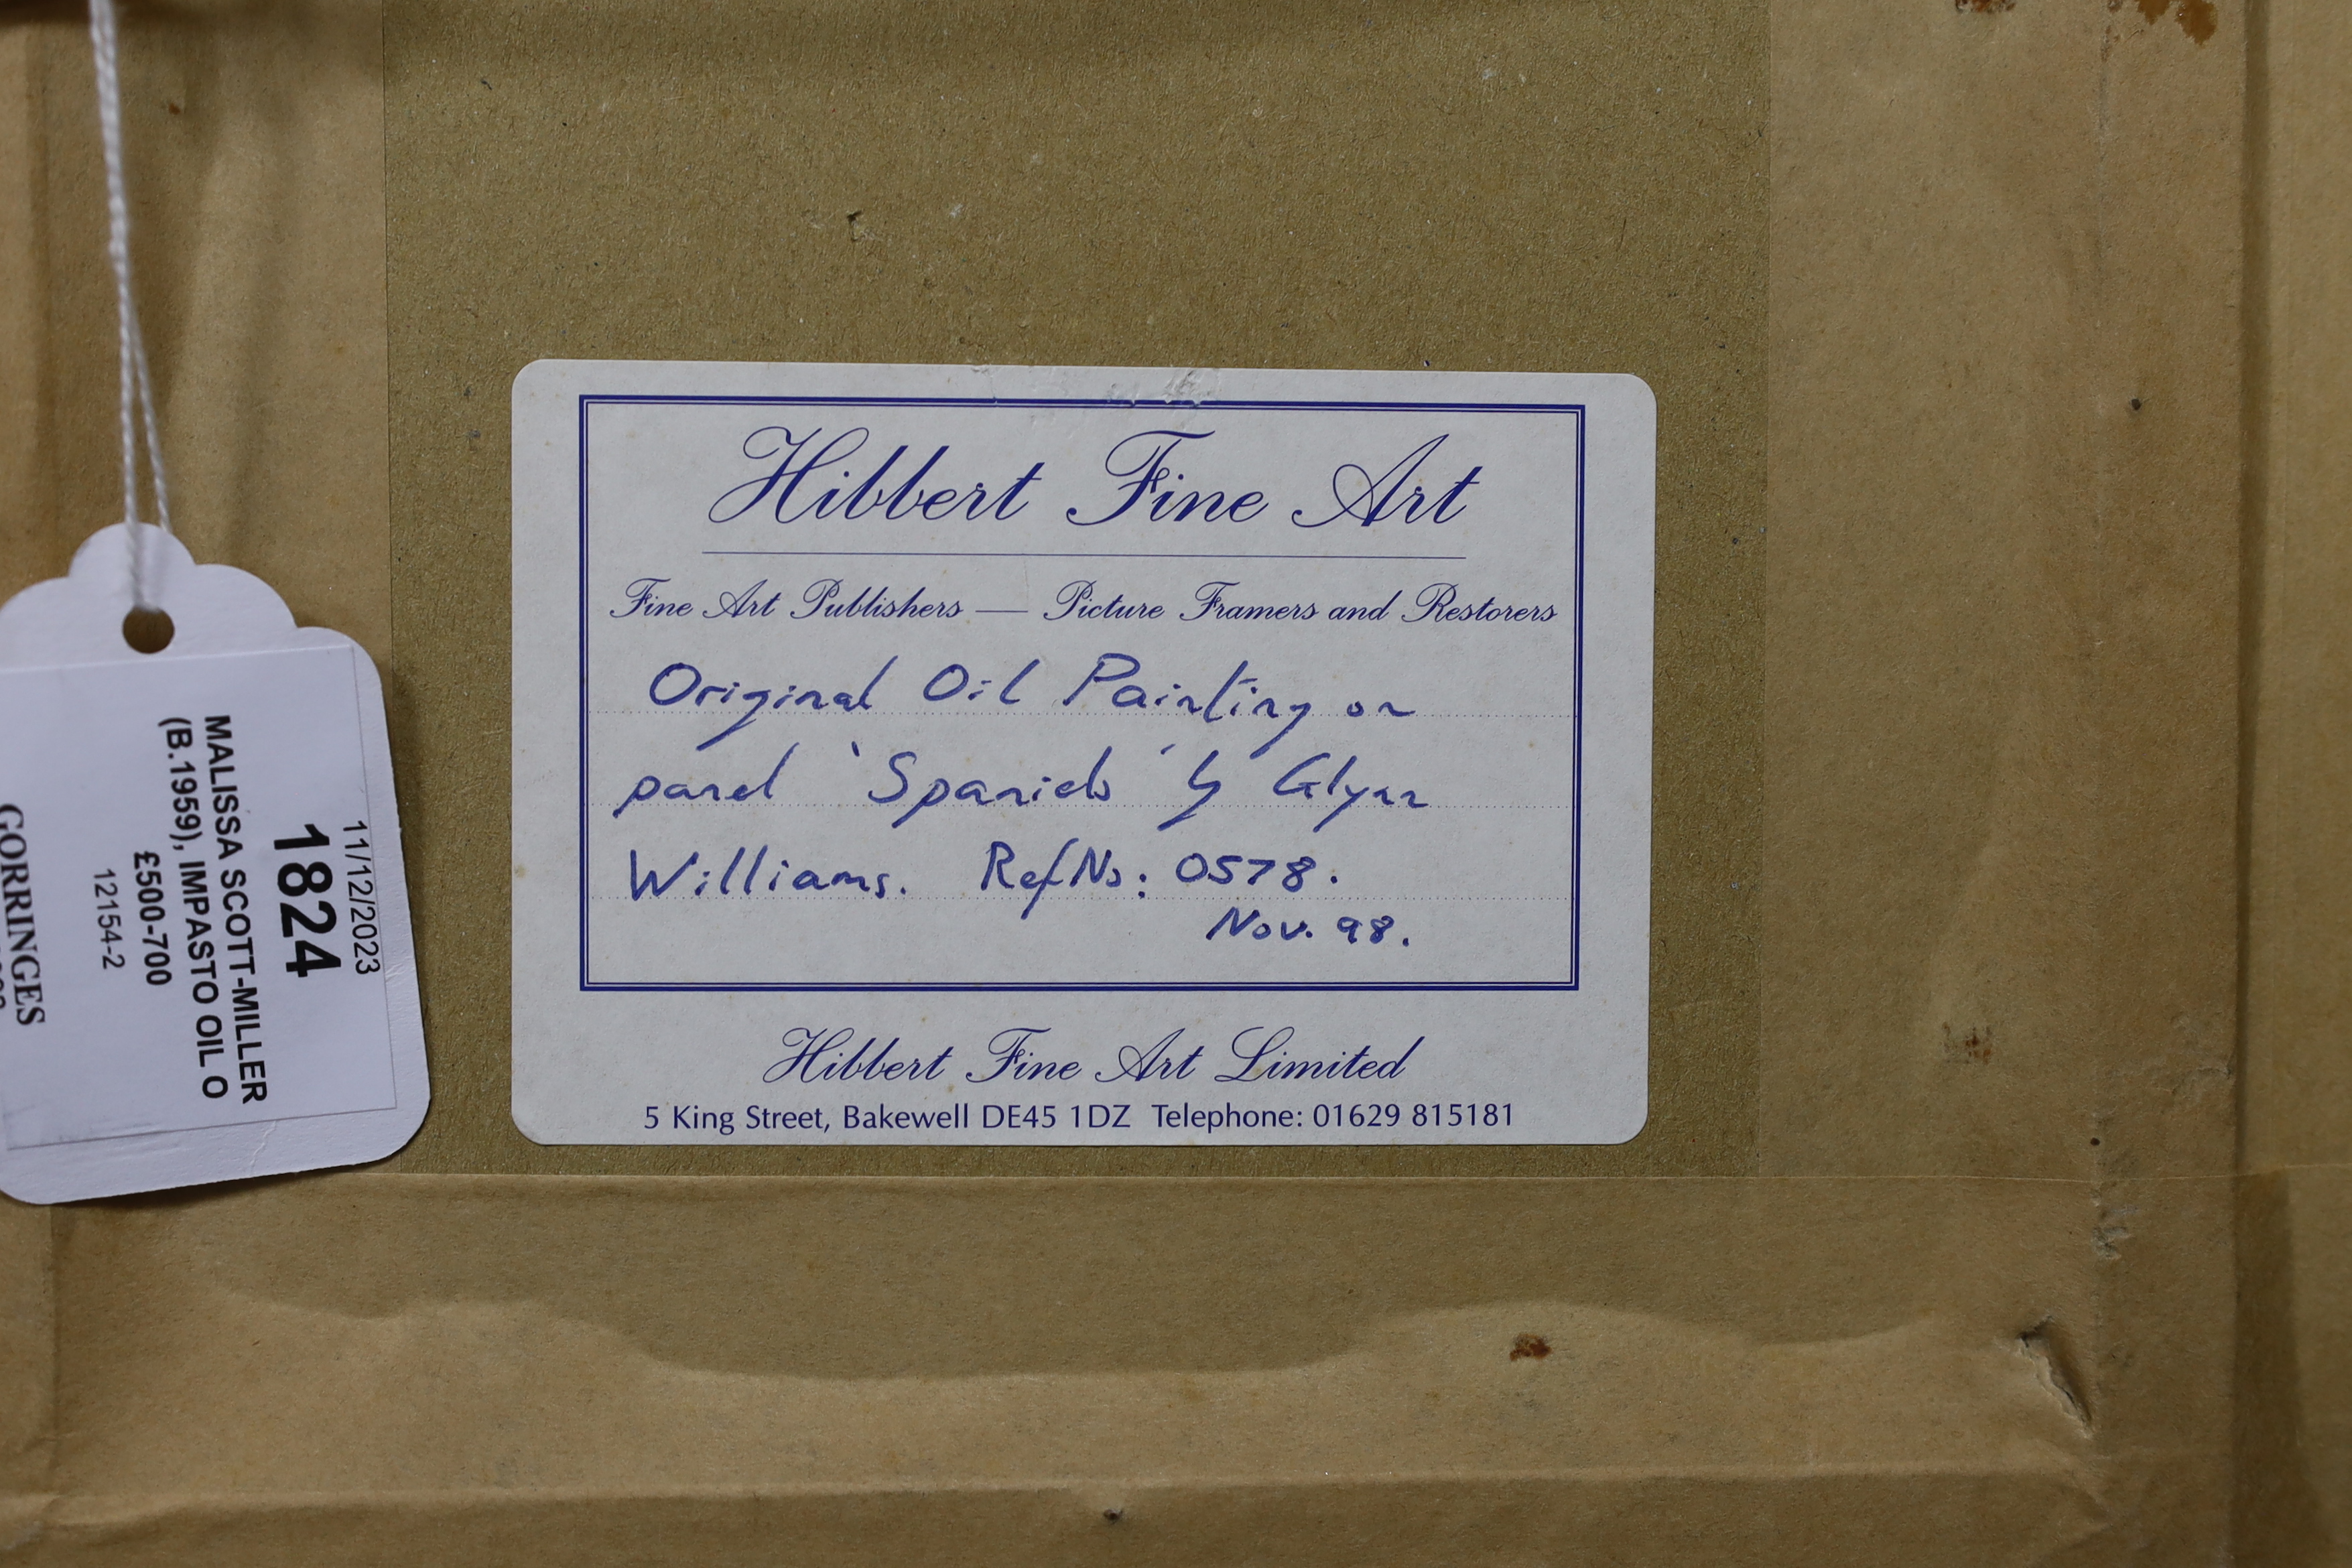 Hibbert Fine Art
Fine Art Publishers — Picture Framers and Restorers
Original Oil Painting on
panel 'Spaniels' by Glynn
Williams. Ref No: 0578.
Nov. 98.
Hibbert Fine Art Limited
5 King Street, Bakewell DE45 1DZ Telephone: 01629 815181
11/12/2023
1824
MALISSA SCOTT-MILLER
(B.1959), IMPASTO OIL O
£500-700
12154-2
GORRINGES